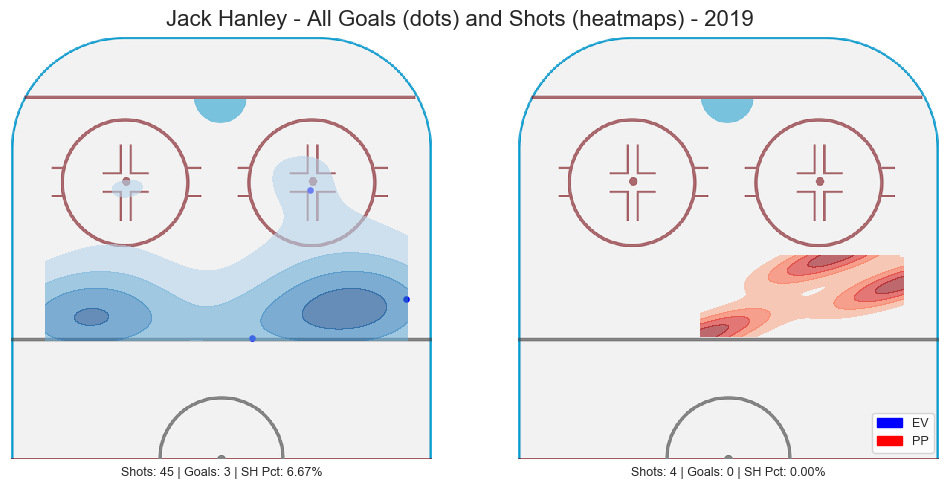 Jack Hanley - All Goals (dots) and Shots (heatmaps) - 2019
EV
PP
Shots: 45 | Goals: 3 | SH Pct: 6.67%
Shots: 4 | Goals: 0 | SH Pct: 0.00%